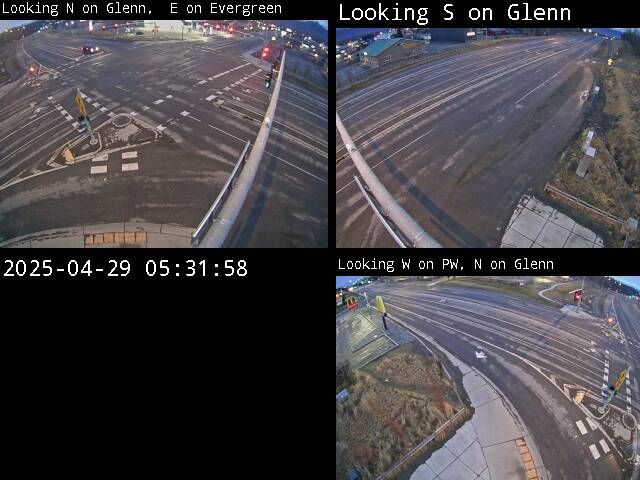 Looking N on Glenn,  E on Evergreen
Looking S on Glenn
2025-04-29 05:31:58
Looking W on PW, N on Glenn